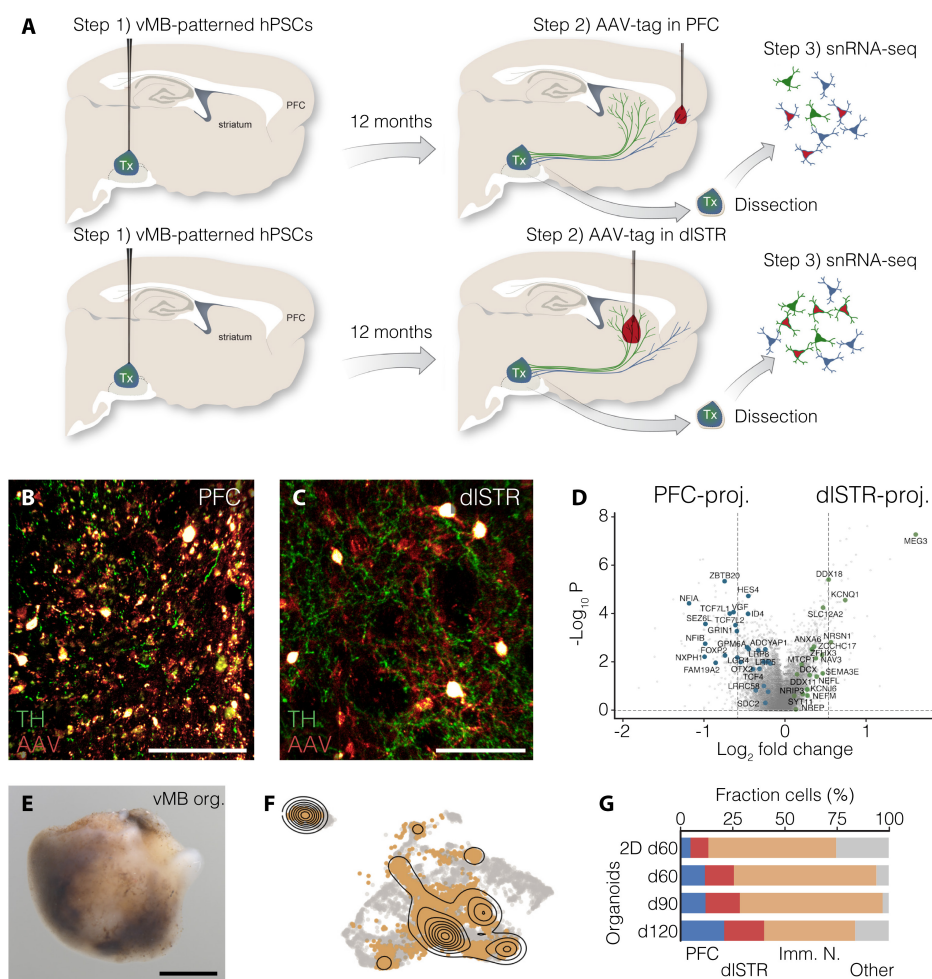 A
Step 1) vMB-patterned hPSCs
Step 2) AAV-tag in PFC
Step 3) snRNA-seq
PFC
striatum
12 months
Tx
Tx
Tx
Dissection
Step 1) vMB-patterned hPSCs
Step 2) AAV-tag in dlSTR
Step 3) snRNA-seq
PFC
striatum
12 months
Tx
Tx
Tx
Dissection
B
PFC
TH
AAV
C
dlSTR
TH
AAV
D
PFC-proj.
dlSTR-proj.
-Log10 P
8
6
4
2
0
MEG3
ZBTB20
DDX18
HES4
KCNQ1
NFIA
TCF7L1
VGF
ID4
SLC12A2
SEZ6L
TCF7L2
GRIN1
NFIB
GPM6A
ADCYAP1
ANXA6
NRSN1
ZCCHC17
FOXP2
LRP8
ZFHX3
NXPH1
LGR4
LRP5
MTCP1
NAV3
FAM19A2
OTX2
TCF4
DCX
SEMA3E
DDX11
NEFL
LRRC58
KCNJ6
NRIP3
NEFM
SDC2
SYT11
NREP
-2
-1
0
1
2
Log2 fold change
E
vMB org.
F
G
Fraction cells (%)
0
25
50
75
100
2D d60
d60
d90
d120
Organoids
PFC
dlSTR
Imm. N.
Other